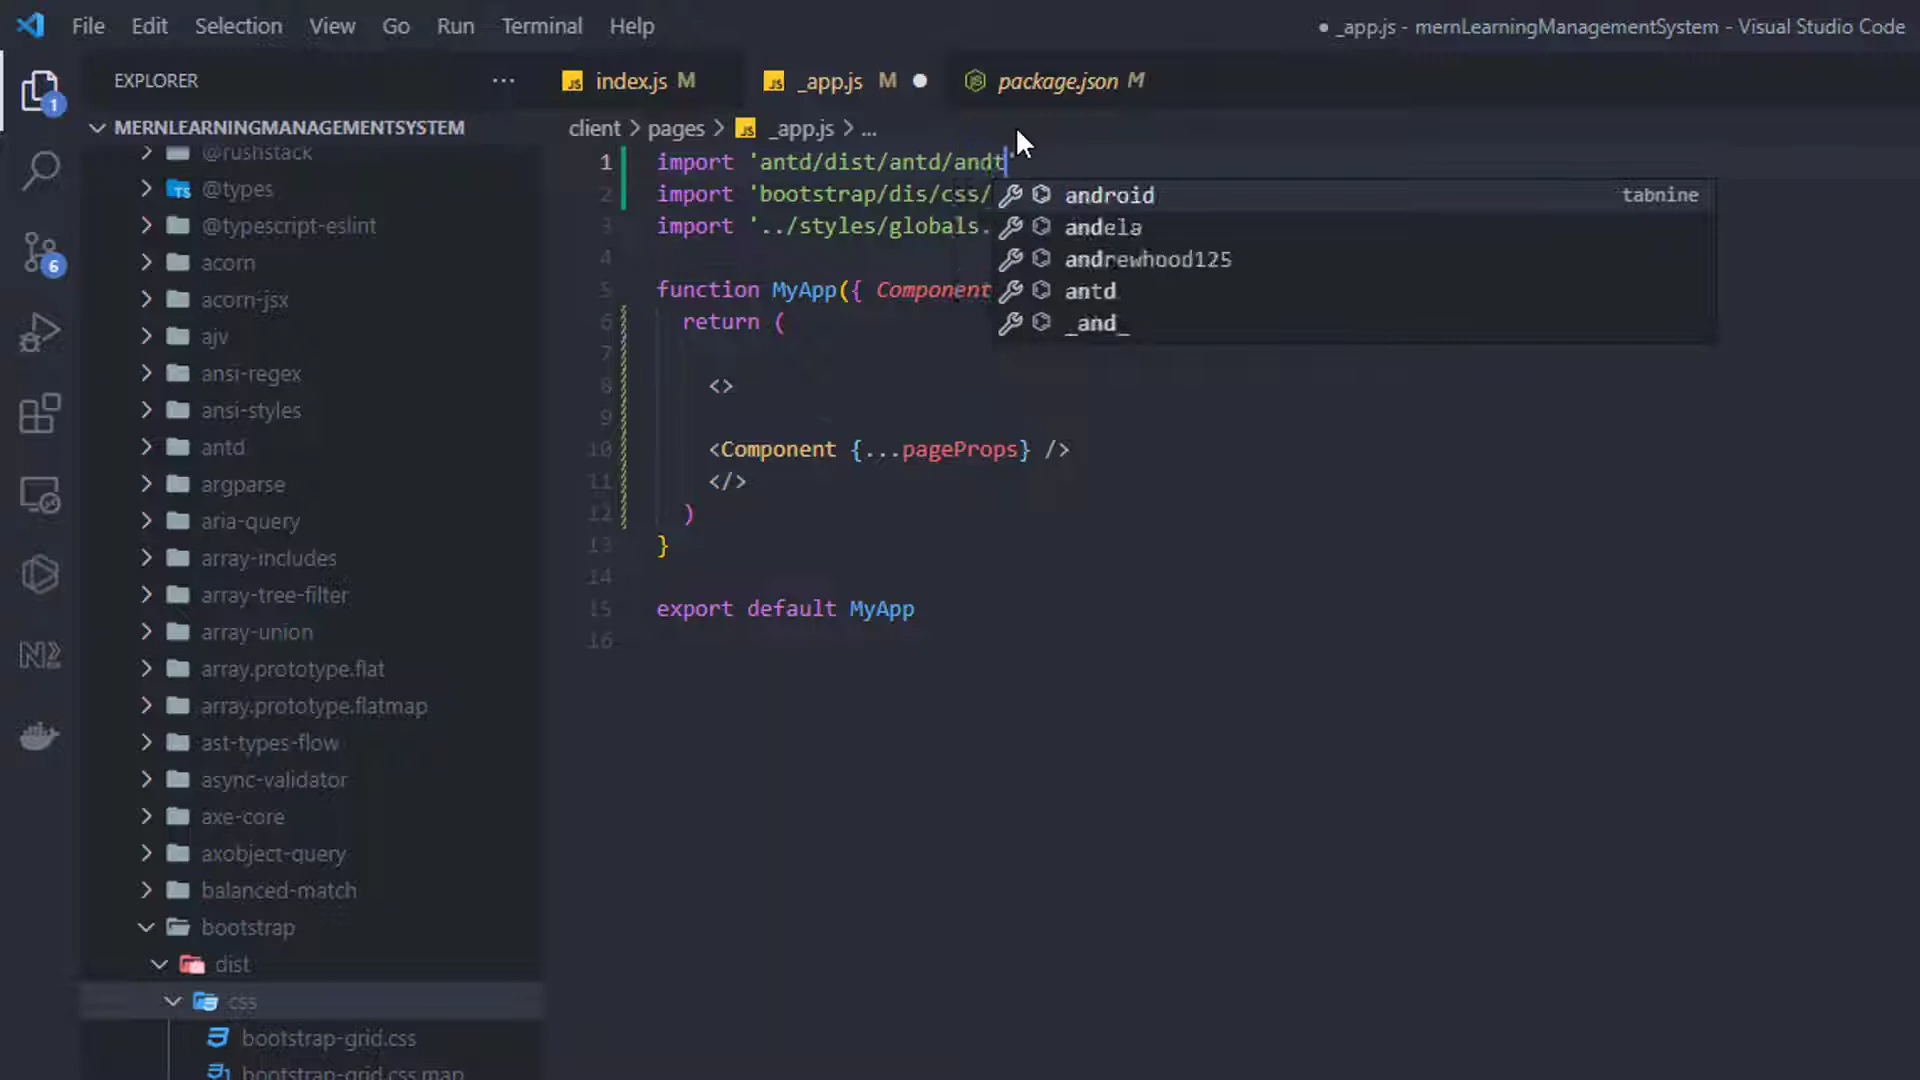 File Edit Selection View Go Run Terminal Help
● _app.js - mernLearningManagementSystem - Visual Studio Code
EXPLORER ...
index.js M
_app.js M
package.json M
1
MERNLEARNINGMANAGEMENTSYSTEM
client > pages > _app.js > ...
@rushstack
@types
@typescript-eslint
acorn
acorn-jsx
ajv
ansi-regex
ansi-styles
antd
argparse
aria-query
array-includes
array-tree-filter
array-union
array.prototype.flat
array.prototype.flatmap
ast-types-flow
async-validator
axe-core
axobject-query
balanced-match
bootstrap
dist
css
bootstrap-grid.css
bootstrap-grid.css.map
6
1 import 'antd/dist/antd/andt'
2 import 'bootstrap/dis/css/
3 import '../styles/globals.
4
5 function MyApp({ Component
6 return (
7
8 <>
9
10 <Component {...pageProps} />
11 </>
12 )
13 }
14
15 export default MyApp
16
android tabnine
andela
andrewhood125
antd
_and_